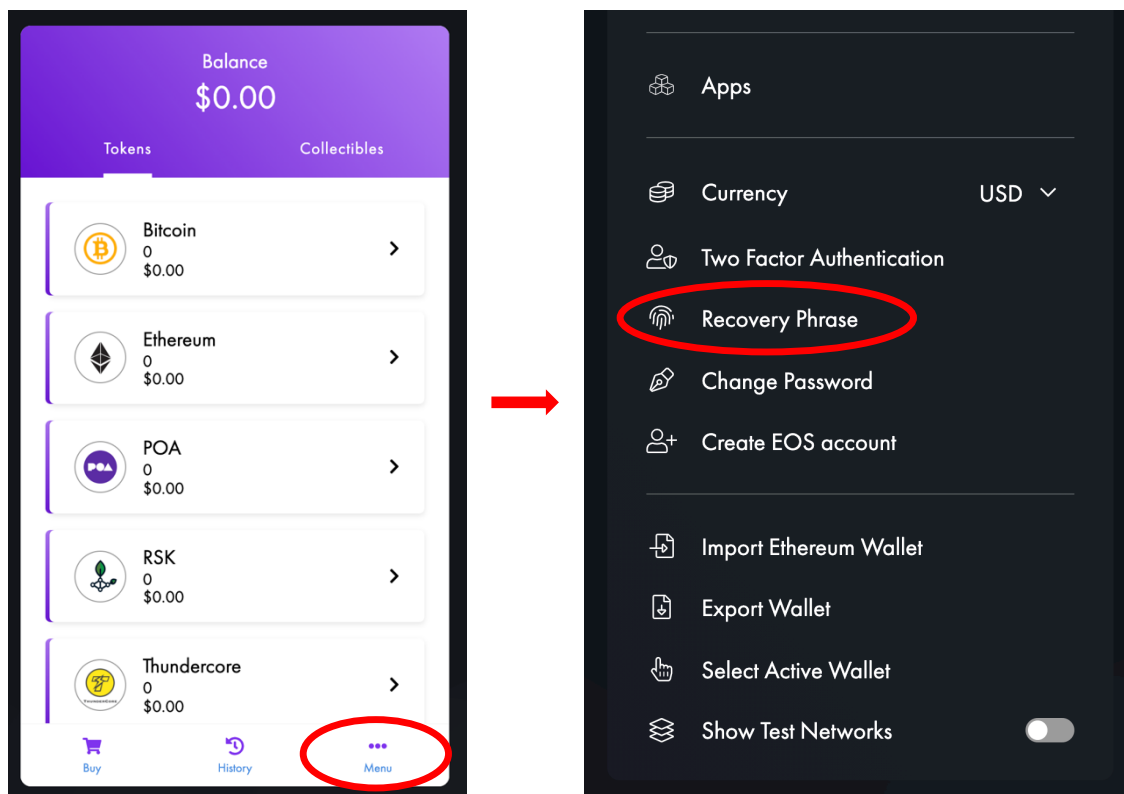 Balance
$0.00
Tokens
Collectibles
Bitcoin
0
$0.00
Ethereum
0
$0.00
POA
POA
0
$0.00
RSK
0
$0.00
Thundercore
0
$0.00
THUNDERCORE
Buy
History
Menu
Apps
Currency
USD
Two Factor Authentication
Recovery Phrase
Change Password
Create EOS account
Import Ethereum Wallet
Export Wallet
Select Active Wallet
Show Test Networks